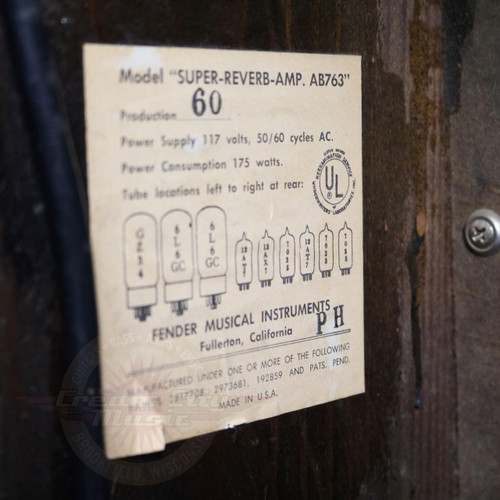 Model "SUPER-REVERB-AMP. AB763"
Production 60
Power Supply 117 volts, 50/60 cycles AC.
Power Consumption 175 watts.
Tube locations left to right at rear:
UL
GZ34 6L6GC 6L6GC 12AT7 12AX7 7025 12AT7 7025 7025
FENDER MUSICAL INSTRUMENTS
Fullerton, California PH
MANUFACTURED UNDER ONE OR MORE OF THE FOLLOWING
2817708, 2973681, 192859 AND PATS. PEND.
MADE IN U.S.A.
Cream City
Music